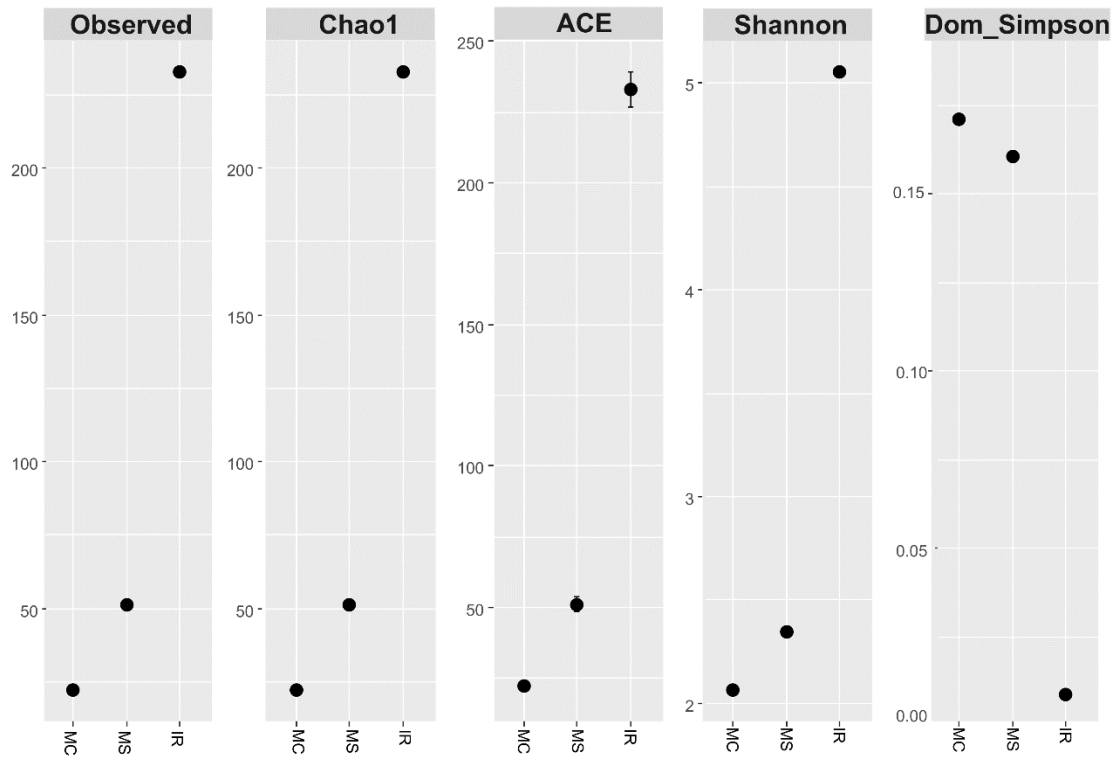 Observed
Chao1
ACE
Shannon
Dom_Simpson
200
150
100
50
MC
MS
IR
200
150
100
50
MC
MS
IR
250
200
150
100
50
MC
MS
IR
5
4
3
2
MC
MS
IR
0.15
0.10
0.05
0.00
MC
MS
IR